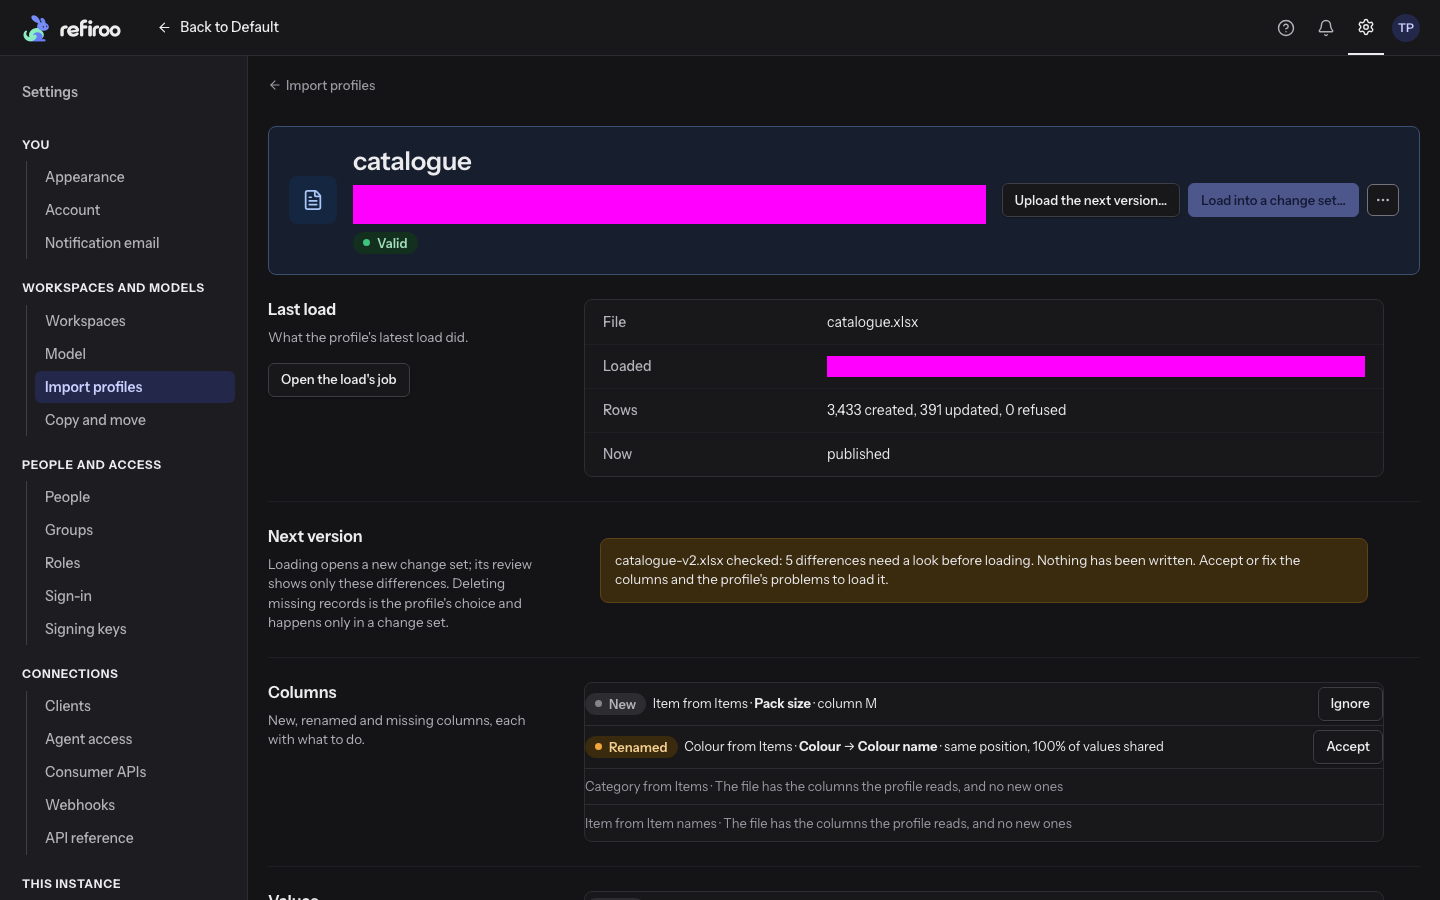 refiroo
← Back to Default
TP
Settings
YOU
Appearance
Account
Notification email
WORKSPACES AND MODELS
Workspaces
Model
Import profiles
Copy and move
PEOPLE AND ACCESS
People
Groups
Roles
Sign-in
Signing keys
CONNECTIONS
Clients
Agent access
Consumer APIs
Webhooks
API reference
THIS INSTANCE
← Import profiles
catalogue
Valid
Upload the next version...
Load into a change set...
Last load
What the profile's latest load did.
Open the load's job
File catalogue.xlsx
Loaded
Rows 3,433 created, 391 updated, 0 refused
Now published
Next version
Loading opens a new change set; its review
shows only these differences. Deleting
missing records is the profile's choice and
happens only in a change set.
catalogue-v2.xlsx checked: 5 differences need a look before loading. Nothing has been written. Accept or fix the
columns and the profile's problems to load it.
Columns
New, renamed and missing columns, each
with what to do.
New Item from Items · Pack size · column M Ignore
Renamed Colour from Items · Colour → Colour name · same position, 100% of values shared Accept
Category from Items · The file has the columns the profile reads, and no new ones
Item from Item names · The file has the columns the profile reads, and no new ones
Values